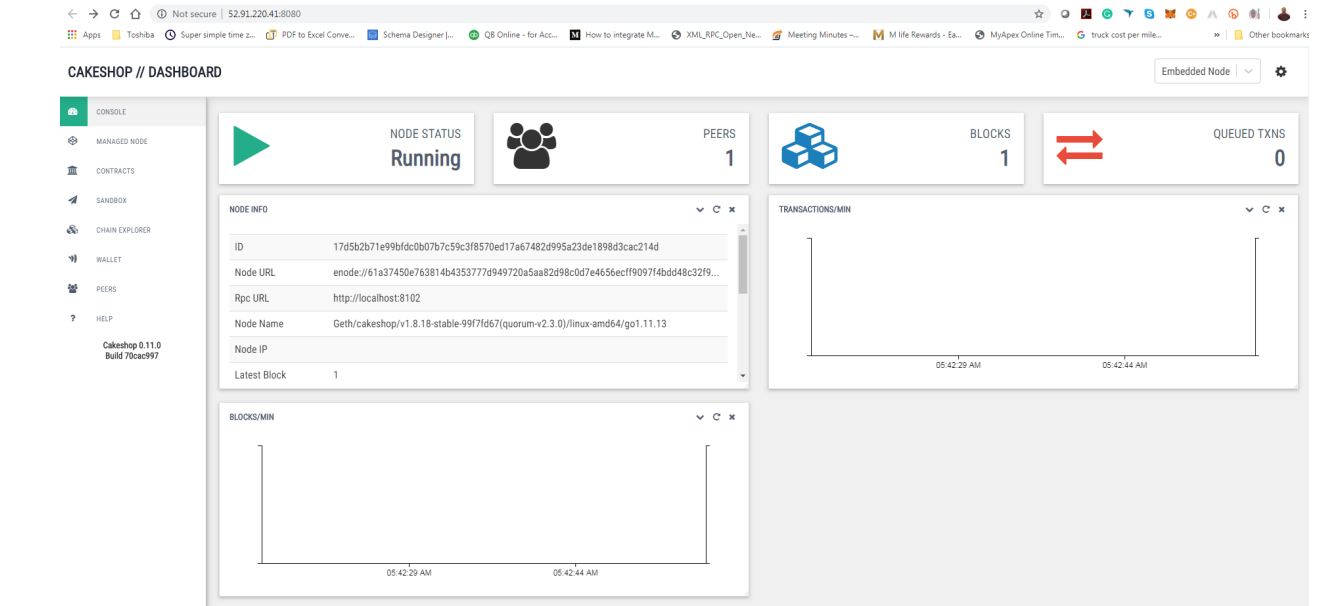 Not secure | 52.91.220.41:8080
Apps Toshiba Super simple time z... PDF to Excel Conve... Schema Designer |... QB Online - for Acc... How to integrate M... XML_RPC_Open_Ne... Meeting Minutes –... M life Rewards - Ea... MyApex Online Tim... truck cost per mile... » Other bookmarks
CAKESHOP // DASHBOARD
Embedded Node
CONSOLE
MANAGED NODE
CONTRACTS
SANDBOX
CHAIN EXPLORER
WALLET
PEERS
HELP
Cakeshop 0.11.0
Build 70cac997
NODE STATUS
Running
PEERS
1
BLOCKS
1
QUEUED TXNS
0
NODE INFO
ID 17d5b2b71e99bfdc0b07b7c59c3f8570ed17a67482d995a23de1898d3cac214d
Node URL enode://61a37450e763814b4353777d949720a5aa82d98c0d7e4656ecff9097f4bdd48c32f9...
Rpc URL http://localhost:8102
Node Name Geth/cakeshop/v1.8.18-stable-99f7fd67(quorum-v2.3.0)/linux-amd64/go1.11.13
Node IP
Latest Block 1
TRANSACTIONS/MIN
05:42:29 AM 05:42:44 AM
BLOCKS/MIN
05:42:29 AM 05:42:44 AM